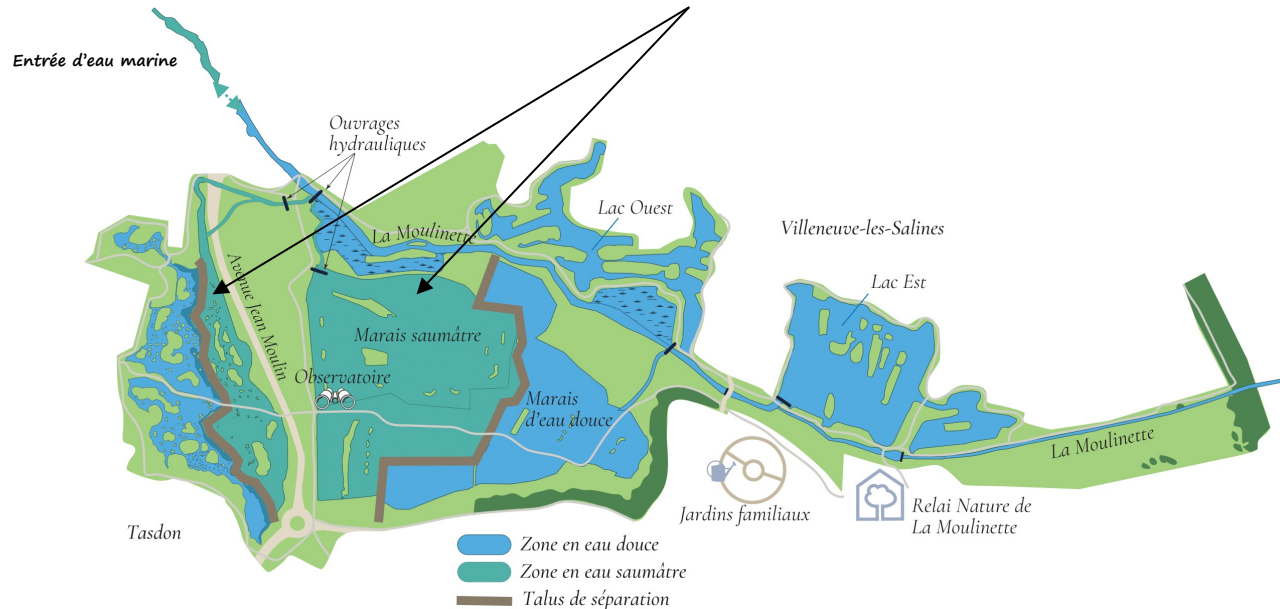 Entrée d'eau marine
Ouvrages
hydrauliques
La Moulinette
Lac Ouest
Villeneuve-les-Salines
Lac Est
Avenue Jean Moulin
Marais saumâtre
Observatoire
Marais
d'eau douce
La Moulinette
Jardins familiaux
Relai Nature de
La Moulinette
Tasdon
Zone en eau douce
Zone en eau saumâtre
Talus de séparation